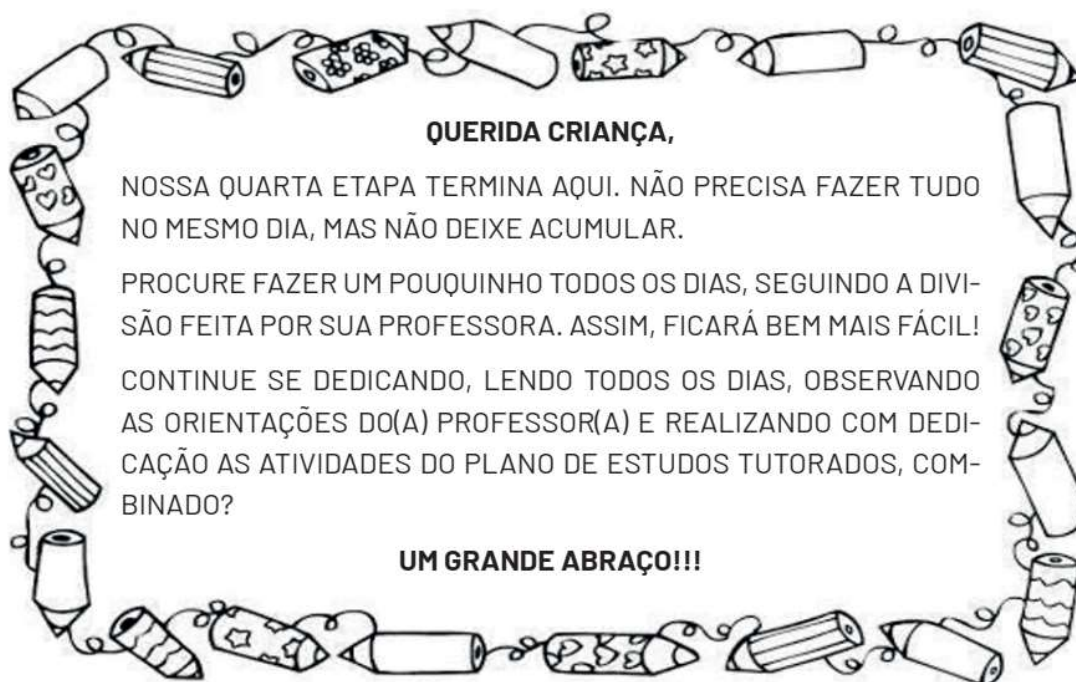 QUERIDA CRIANÇA,
NOSSA QUARTA ETAPA TERMINA AQUI. NÃO PRECISA FAZER TUDO
NO MESMO DIA, MAS NÃO DEIXE ACUMULAR.
PROCURE FAZER UM POUQUINHO TODOS OS DIAS, SEGUINDO A DIVI-
SÃO FEITA POR SUA PROFESSORA. ASSIM, FICARÁ BEM MAIS FÁCIL!
CONTINUE SE DEDICANDO, LENDO TODOS OS DIAS, OBSERVANDO
AS ORIENTAÇÕES DO(A) PROFESSOR(A) E REALIZANDO COM DEDI-
CAÇÃO AS ATIVIDADES DO PLANO DE ESTUDOS TUTORADOS, COM-
BINADO?
UM GRANDE ABRAÇO!!!